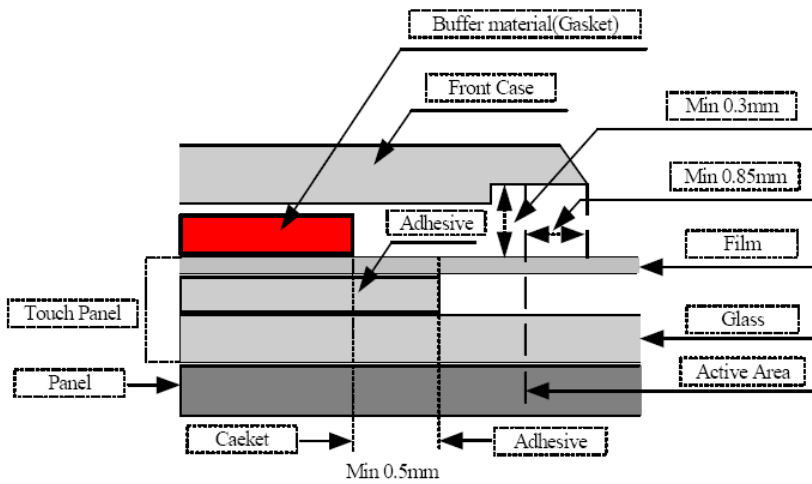 Buffer material(Gasket)
Front Case
Min 0.3mm
Min 0.85mm
Adhesive
Film
Touch Panel
Glass
Panel
Active Area
Caeket
Adhesive
Min 0.5mm